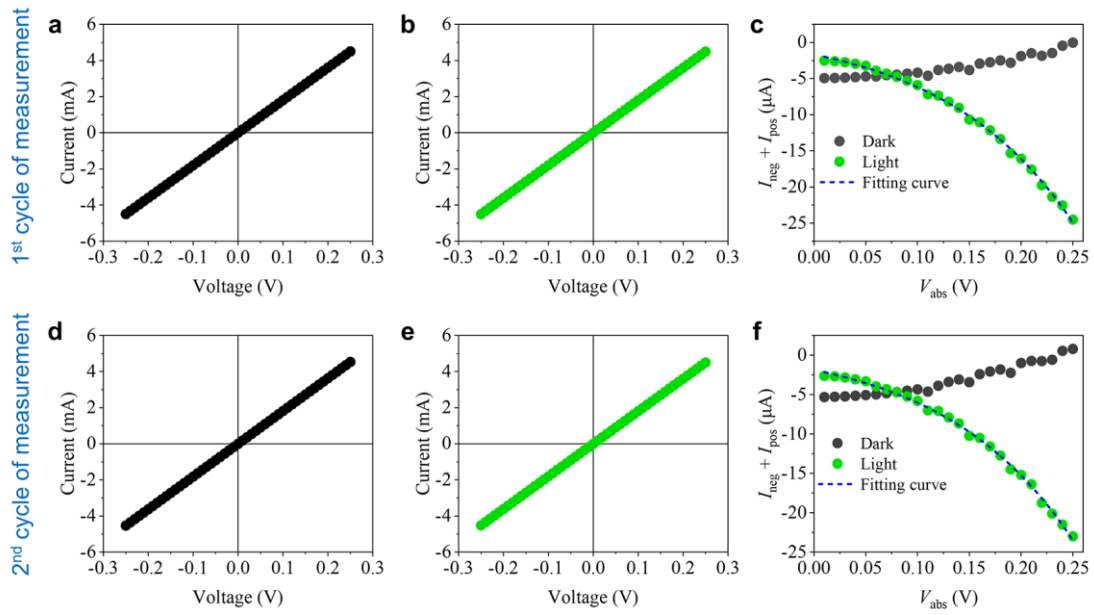 1st cycle of measurement
a
6
4
2
0
-2
-4
-6
Current (mA)
-0.3 -0.2 -0.1 0.0 0.1 0.2 0.3
Voltage (V)
b
6
4
2
0
-2
-4
-6
Current (mA)
-0.3 -0.2 -0.1 0.0 0.1 0.2 0.3
Voltage (V)
c
0
-5
-10
-15
-20
-25
Ineg + Ipos (μA)
Dark
Light
Fitting curve
0.00 0.05 0.10 0.15 0.20 0.25
Vabs (V)
2nd cycle of measurement
d
6
4
2
0
-2
-4
-6
Current (mA)
-0.3 -0.2 -0.1 0.0 0.1 0.2 0.3
Voltage (V)
e
6
4
2
0
-2
-4
-6
Current (mA)
-0.3 -0.2 -0.1 0.0 0.1 0.2 0.3
Voltage (V)
f
0
-5
-10
-15
-20
-25
Ineg + Ipos (μA)
Dark
Light
Fitting curve
0.00 0.05 0.10 0.15 0.20 0.25
Vabs (V)